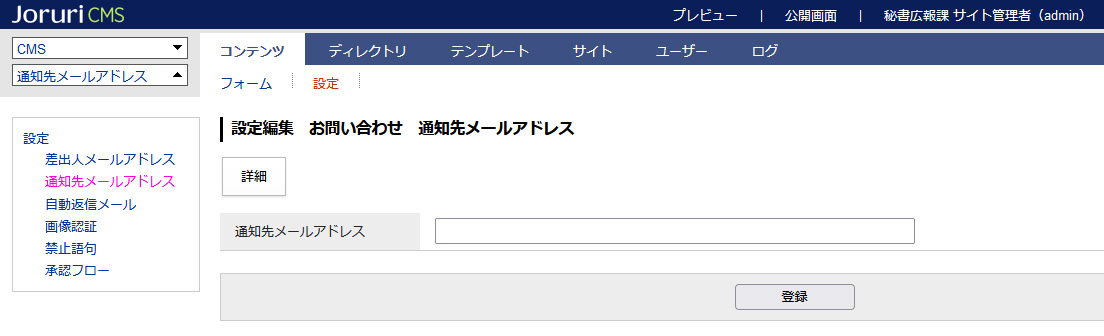 Joruri CMS
プレビュー | 公開画面 | 秘書広報課 サイト管理者（admin）
CMS
通知先メールアドレス
コンテンツ ディレクトリ テンプレート サイト ユーザー ログ
フォーム 設定
設定
差出人メールアドレス
通知先メールアドレス
自動返信メール
画像認証
禁止語句
承認フロー
設定編集　お問い合わせ　通知先メールアドレス
詳細
通知先メールアドレス
登録